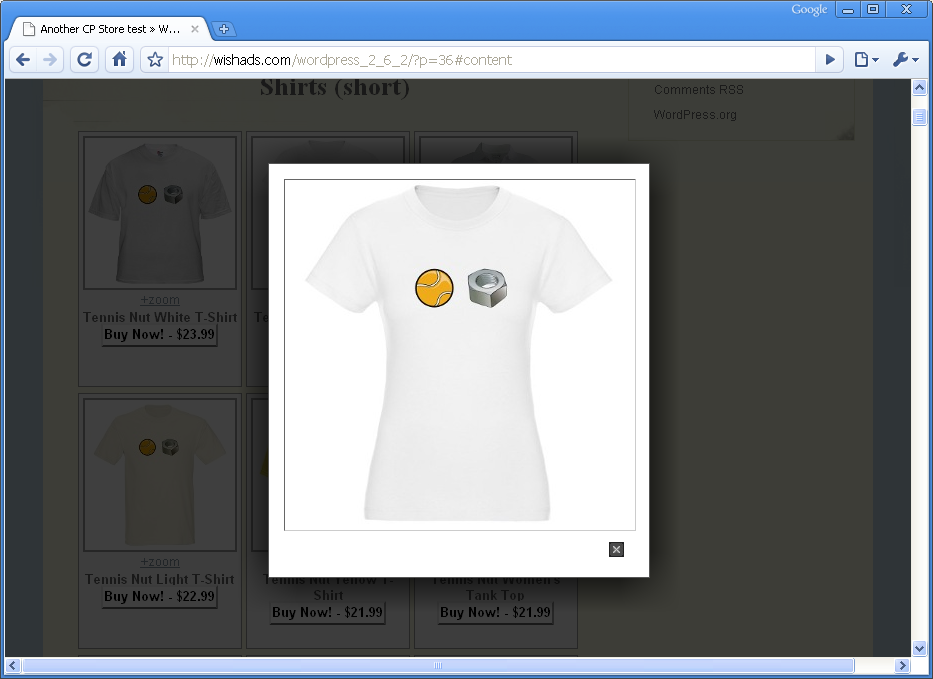 Google
Another CP Store test » W...
http://wishads.com/wordpress_2_6_2/?p=36#content
Shirts (short)
Comments RSS
WordPress.org
+zoom
Tennis Nut White T-Shirt
Buy Now! - $23.99
+zoom
Tennis Nut Light T-Shirt
Buy Now! - $22.99
Tennis Nut Yellow T-
Shirt
Buy Now! - $21.99
Tennis Nut Women's
Tank Top
Buy Now! - $21.99